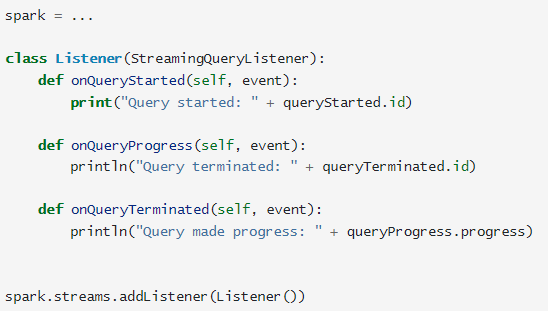 spark = ...
class Listener(StreamingQueryListener):
    def onQueryStarted(self, event):
        print("Query started: " + queryStarted.id)
    def onQueryProgress(self, event):
        println("Query terminated: " + queryTerminated.id)
    def onQueryTerminated(self, event):
        println("Query made progress: " + queryProgress.progress)
spark.streams.addListener(Listener())